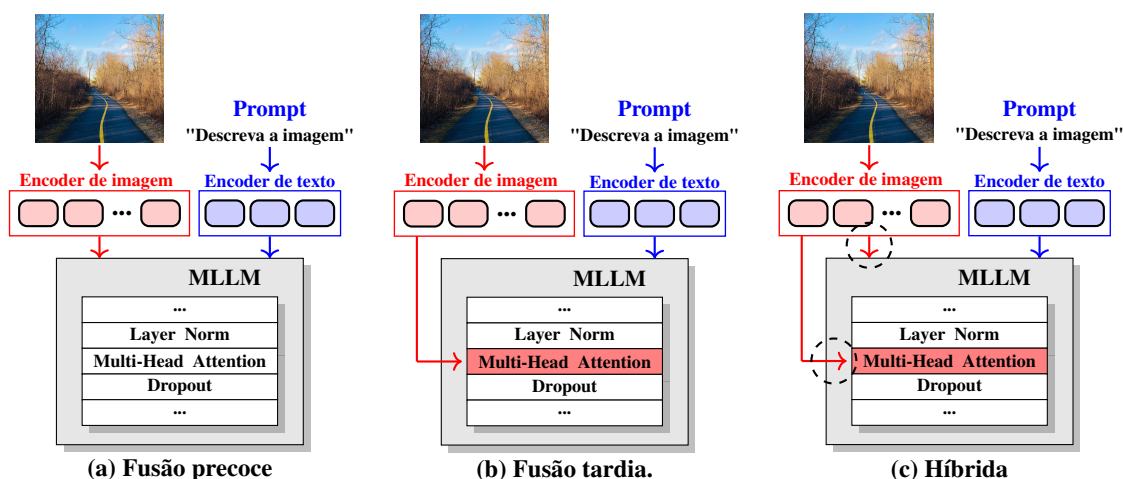 Prompt
"Descreva a imagem"
Encoder de imagem
Encoder de texto
...
MLLM
...
Layer Norm
Multi-Head Attention
Dropout
...
(a) Fusão precoce
Prompt
"Descreva a imagem"
Encoder de imagem
Encoder de texto
...
MLLM
...
Layer Norm
Multi-Head Attention
Dropout
...
(b) Fusão tardia.
Prompt
"Descreva a imagem"
Encoder de imagem
Encoder de texto
...
MLLM
...
Layer Norm
Multi-Head Attention
Dropout
...
(c) Híbrida